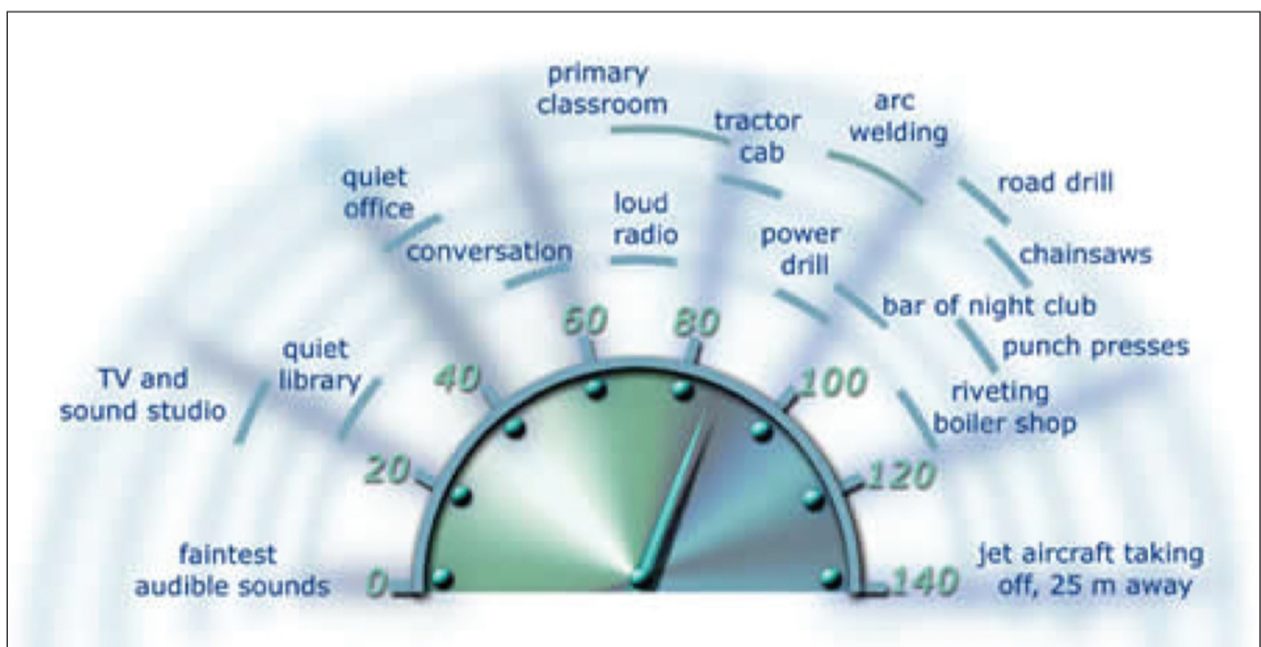 primary
classroom
tractor
cab
arc
welding
road drill
quiet
office
conversation
loud
radio
power
drill
chainsaws
bar of night club
punch presses
TV and
sound studio
quiet
library
riveting
boiler shop
faintest
audible sounds
0
20
40
60
80
100
120
140
jet aircraft taking
off, 25 m away